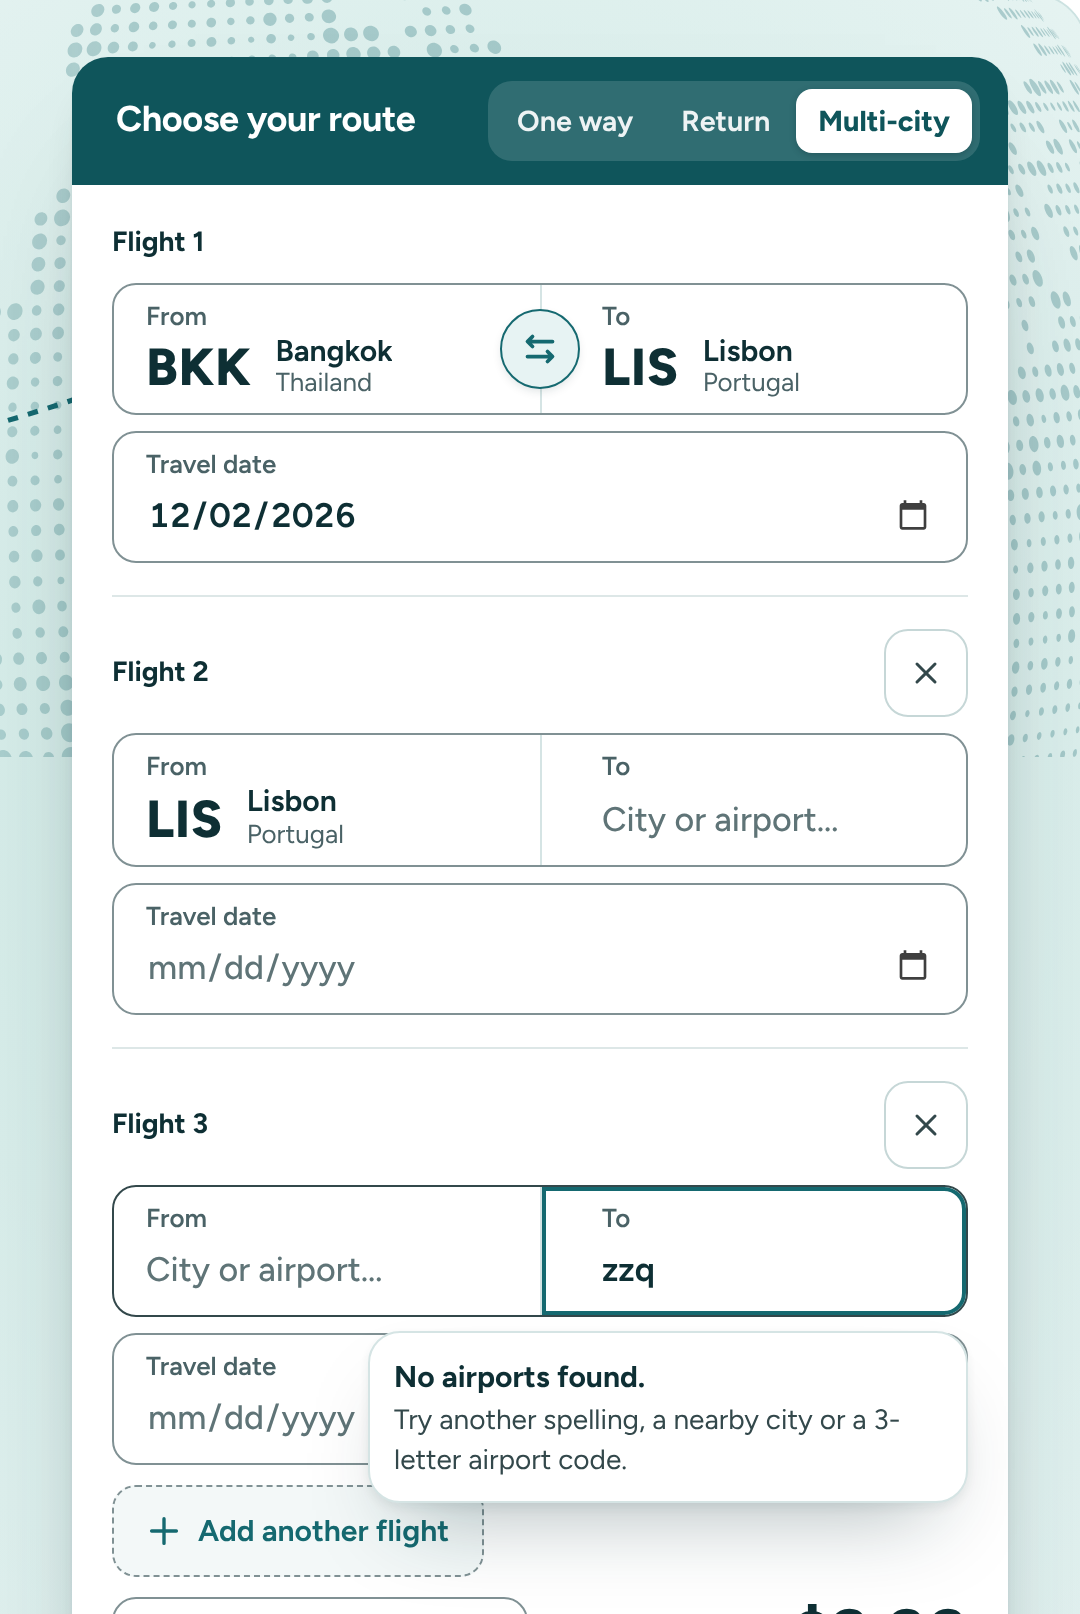 Choose your route
One way
Return
Multi-city
Flight 1
From
BKK
Bangkok
Thailand
To
LIS
Lisbon
Portugal
Travel date
12/02/2026
Flight 2
From
LIS
Lisbon
Portugal
To
City or airport...
Travel date
mm/dd/yyyy
Flight 3
From
City or airport...
To
zzq
Travel date
mm/dd/yyyy
No airports found.
Try another spelling, a nearby city or a 3-
letter airport code.
Add another flight